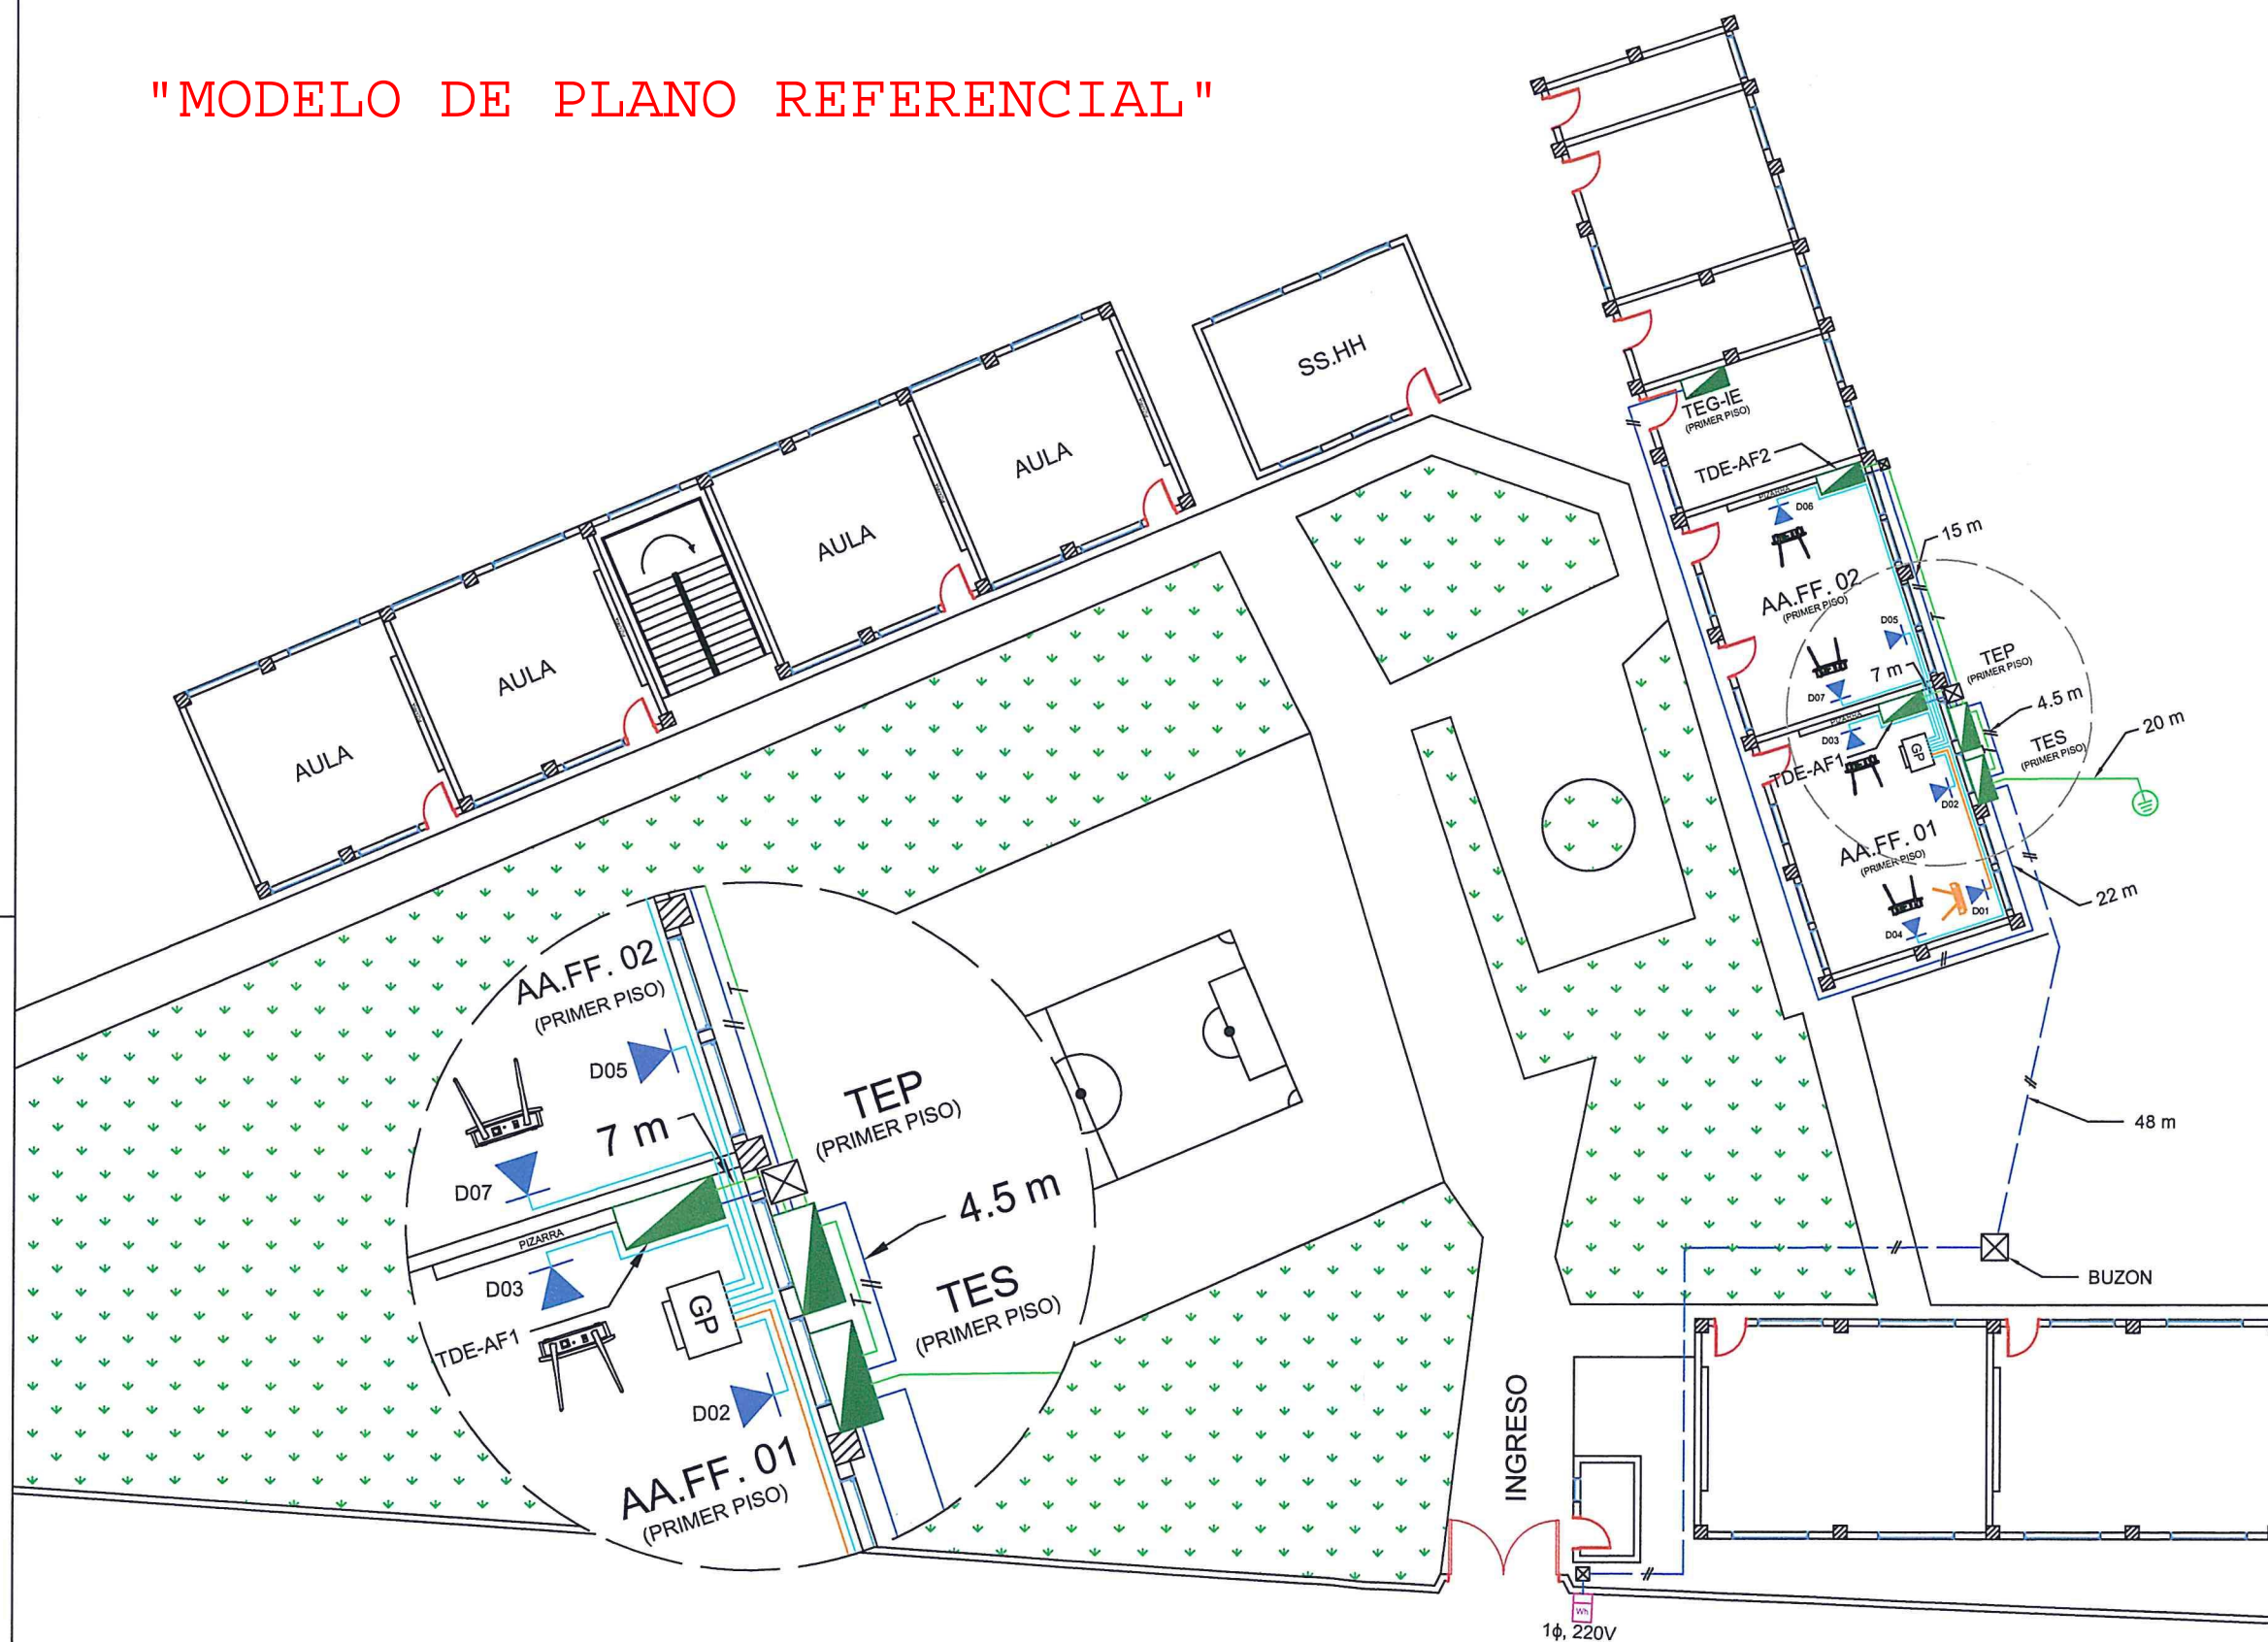 "MODELO DE PLANO REFERENCIAL"
SS.HH
AULA
AULA
AULA
AULA
TEG-IE
(PRIMER PISO)
TDE-AF2
PIZARRA
D06
15 m
AA.FF. 02
(PRIMER PISO)
D05
7 m
D07
TEP
(PRIMER PISO)
4.5 m
20 m
PIZARRA
D03
GP
TES
(PRIMER PISO)
TDE-AF1
D02
AA.FF. 01
(PRIMER PISO)
22 m
D01
D04
48 m
BUZON
AA.FF. 02
(PRIMER PISO)
D05
7 m
D07
TEP
(PRIMER PISO)
4.5 m
PIZARRA
D03
GP
TES
(PRIMER PISO)
TDE-AF1
D02
AA.FF. 01
(PRIMER PISO)
INGRESO
Wh
1ϕ, 220V